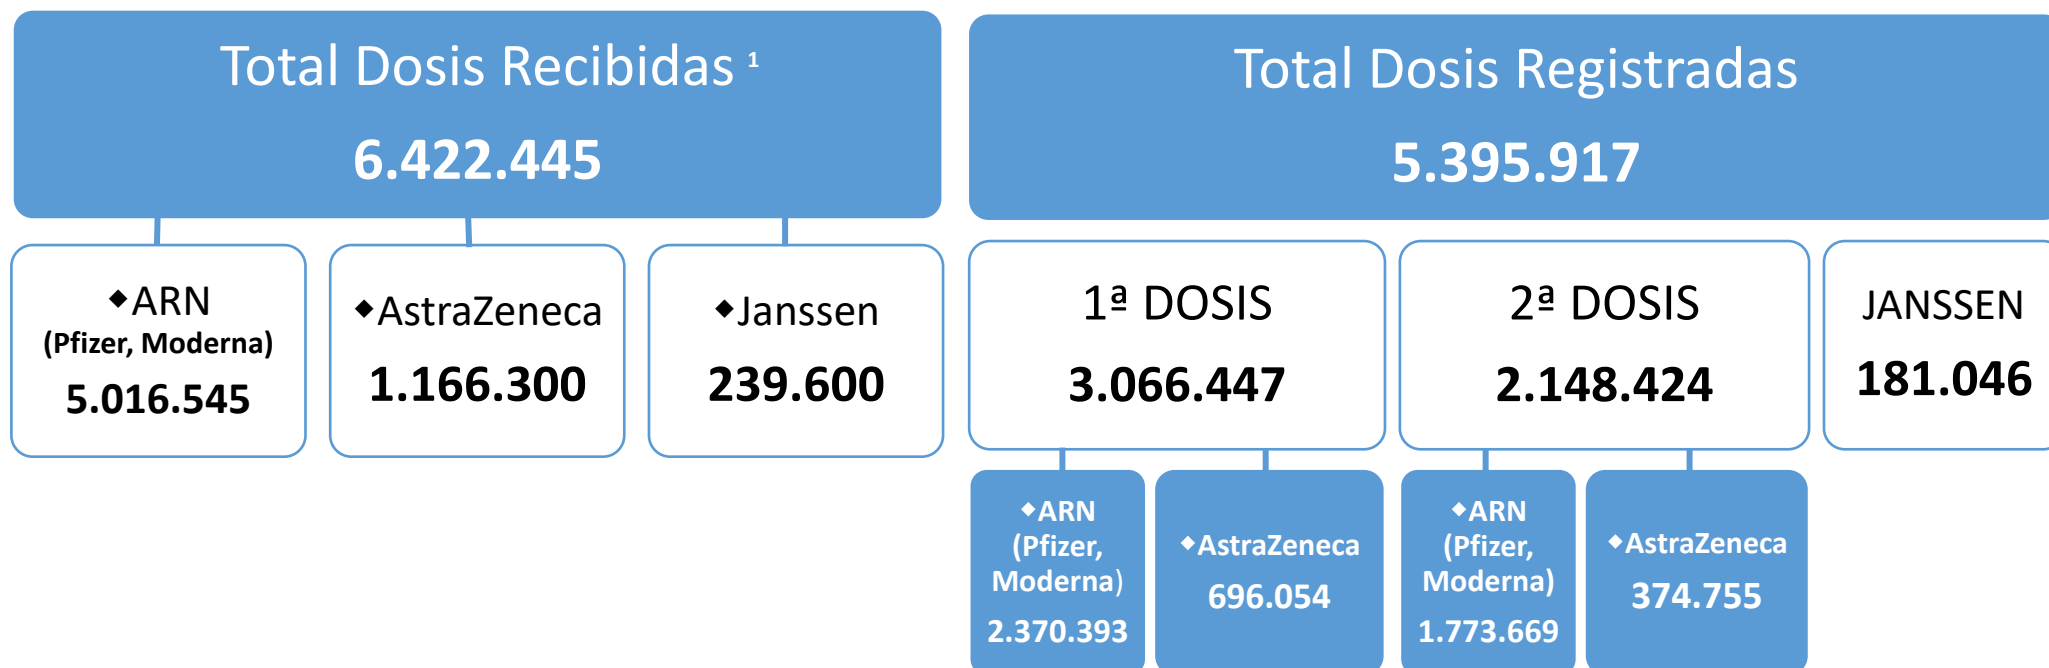 Total Dosis Recibidas ¹
6.422.445
◆ARN
(Pfizer, Moderna)
5.016.545
◆AstraZeneca
1.166.300
◆Janssen
239.600
Total Dosis Registradas
5.395.917
1ª DOSIS
3.066.447
◆ARN
(Pfizer,
Moderna)
2.370.393
◆AstraZeneca
696.054
2ª DOSIS
2.148.424
◆ARN
(Pfizer,
Moderna)
1.773.669
◆AstraZeneca
374.755
JANSSEN
181.046